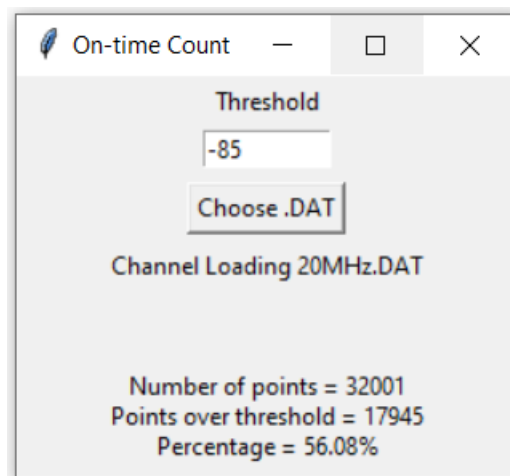 On-time Count
Threshold
-85
Choose .DAT
Channel Loading 20MHz.DAT
Number of points = 32001
Points over threshold = 17945
Percentage = 56.08%